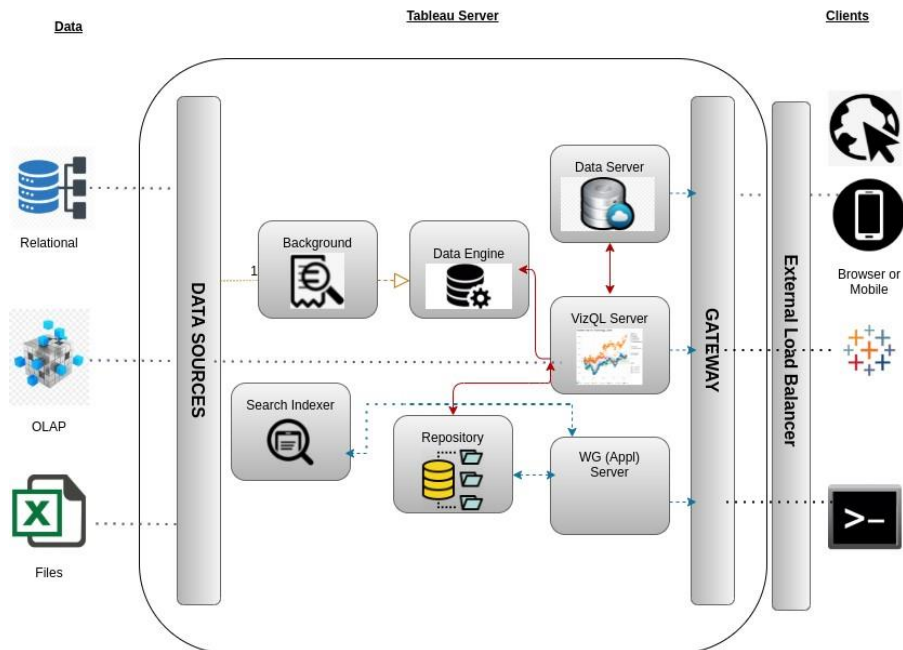 Tableau Server
Clients
Data
Data Server
Relational
Background
Data Engine
1
Browser or
Mobile
DATA SOURCES
GATEWAY
External Load Balancer
VizQL Server
OLAP
Search Indexer
Repository
WG (Appl)
Server
X
>-
Files